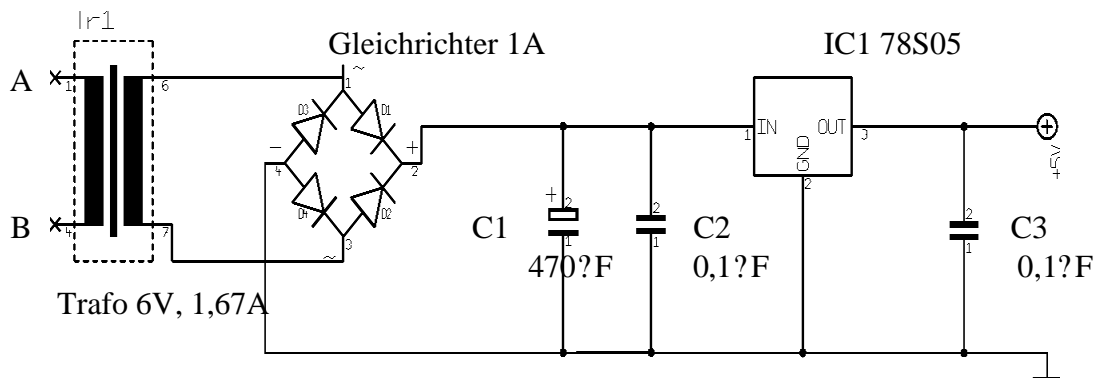 Tr1
Gleichrichter 1A
IC1 78S05
A
B
1
4
6
7
~
1
D3
D1
-
4
+
2
D4
D2
3
~
IN
OUT
GND
1
3
2
+5V
+
2
1
C1
470?F
2
1
C2
0,1?F
2
1
C3
0,1?F
Trafo 6V, 1,67A